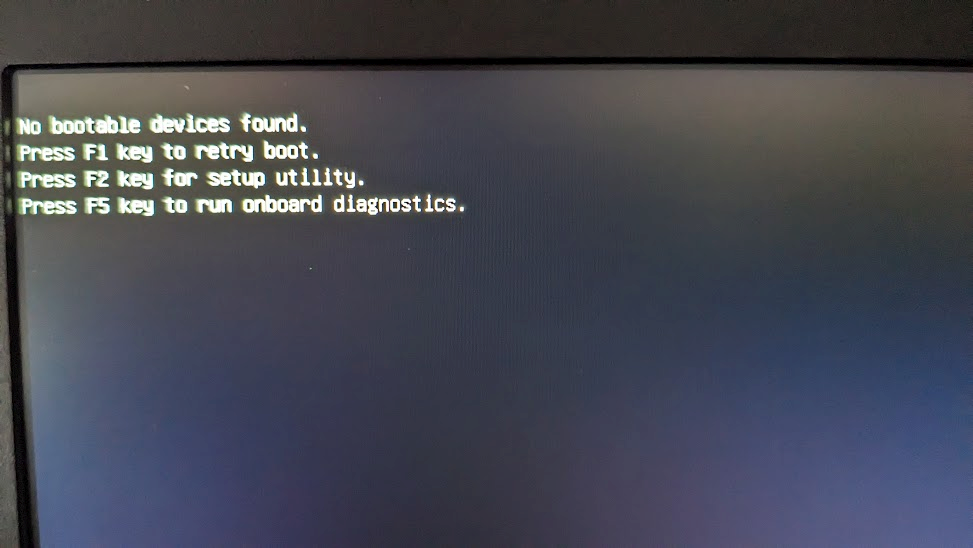 No bootable devices found.
Press F1 key to retry boot.
Press F2 key for setup utility.
Press F5 key to run onboard diagnostics.